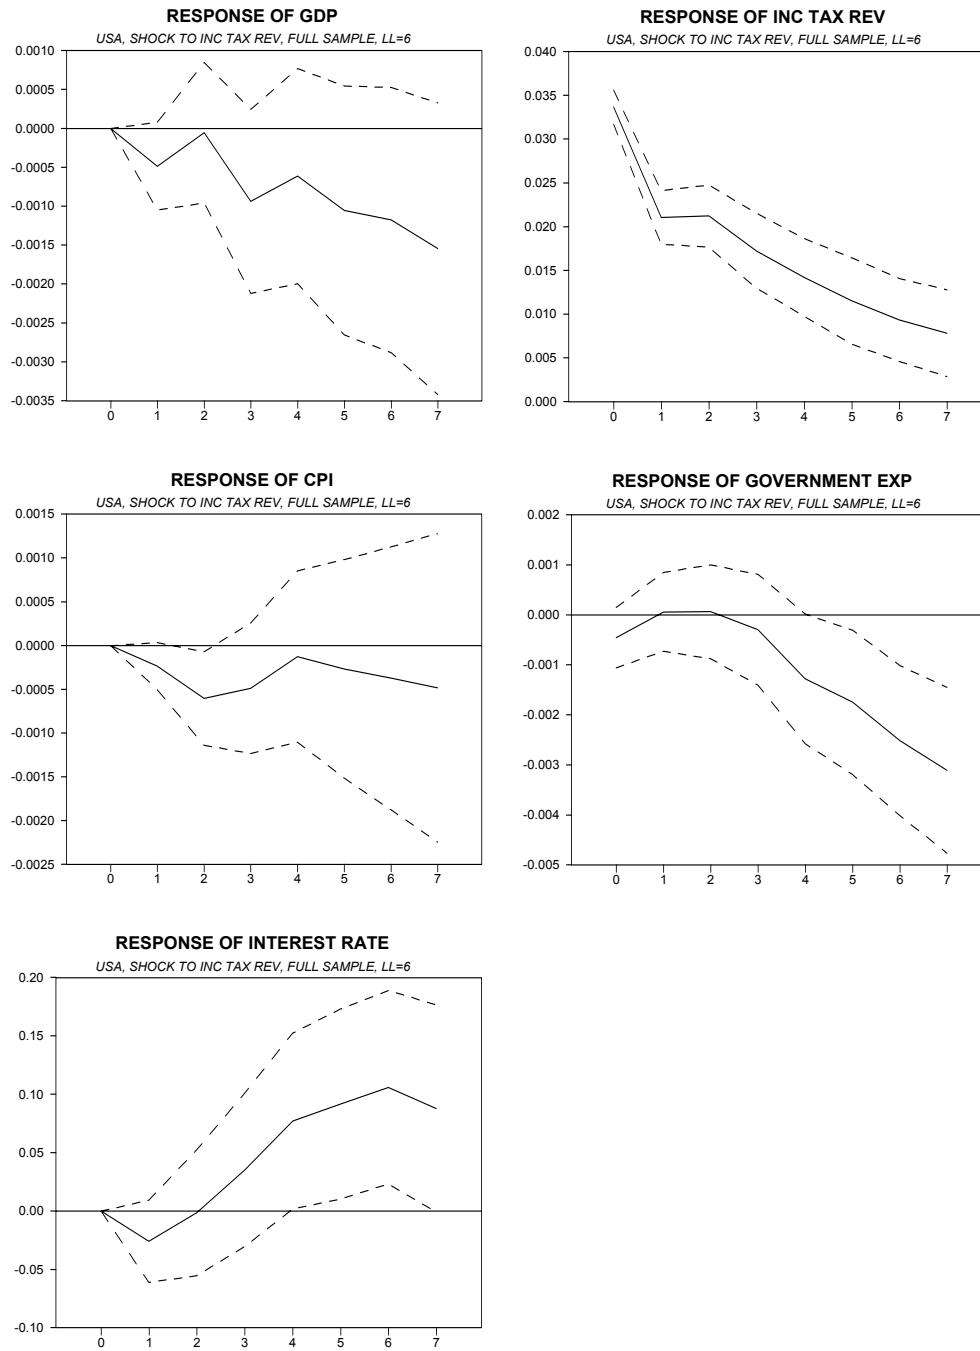 RESPONSE OF GDP
USA, SHOCK TO INC TAX REV, FULL SAMPLE, LL=6
0.0010
0.0005
0.0000
-0.0005
-0.0010
-0.0015
-0.0020
-0.0025
-0.0030
-0.0035
0 1 2 3 4 5 6 7
RESPONSE OF INC TAX REV
USA, SHOCK TO INC TAX REV, FULL SAMPLE, LL=6
0.040
0.035
0.030
0.025
0.020
0.015
0.010
0.005
0.000
0 1 2 3 4 5 6 7
RESPONSE OF CPI
USA, SHOCK TO INC TAX REV, FULL SAMPLE, LL=6
0.0015
0.0010
0.0005
0.0000
-0.0005
-0.0010
-0.0015
-0.0020
-0.0025
0 1 2 3 4 5 6 7
RESPONSE OF GOVERNMENT EXP
USA, SHOCK TO INC TAX REV, FULL SAMPLE, LL=6
0.002
0.001
0.000
-0.001
-0.002
-0.003
-0.004
-0.005
0 1 2 3 4 5 6 7
RESPONSE OF INTEREST RATE
USA, SHOCK TO INC TAX REV, FULL SAMPLE, LL=6
0.20
0.15
0.10
0.05
0.00
-0.05
-0.10
0 1 2 3 4 5 6 7